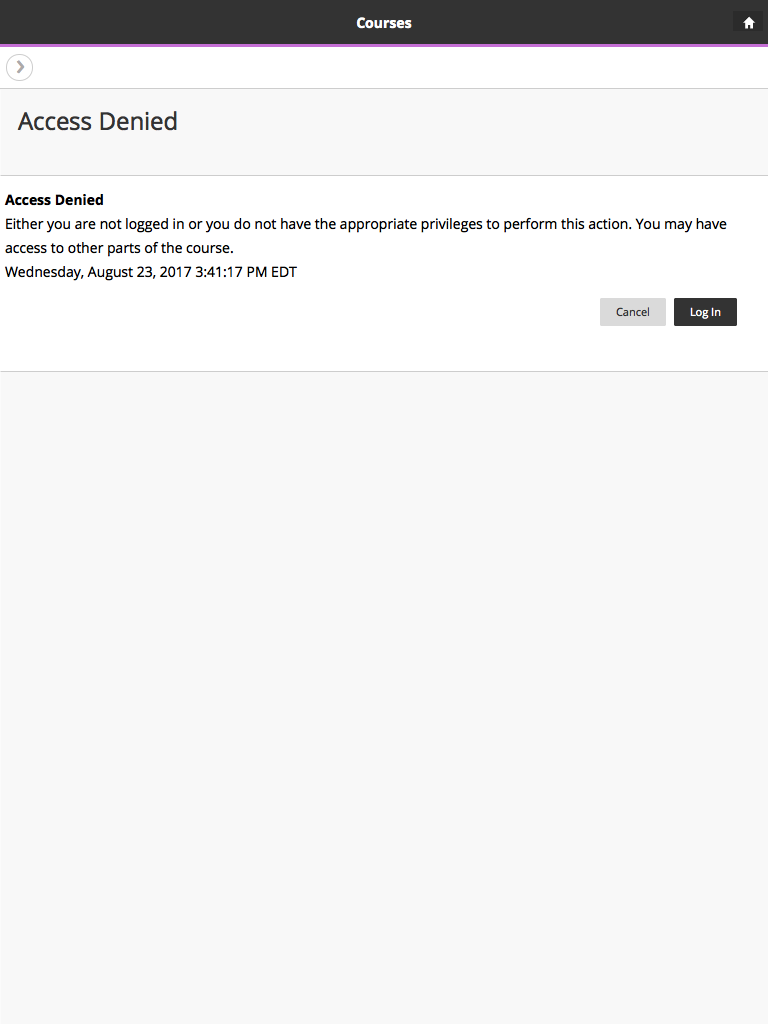 Courses
Access Denied
Access Denied
Either you are not logged in or you do not have the appropriate privileges to perform this action. You may have
access to other parts of the course.
Wednesday, August 23, 2017 3:41:17 PM EDT
Cancel
Log In